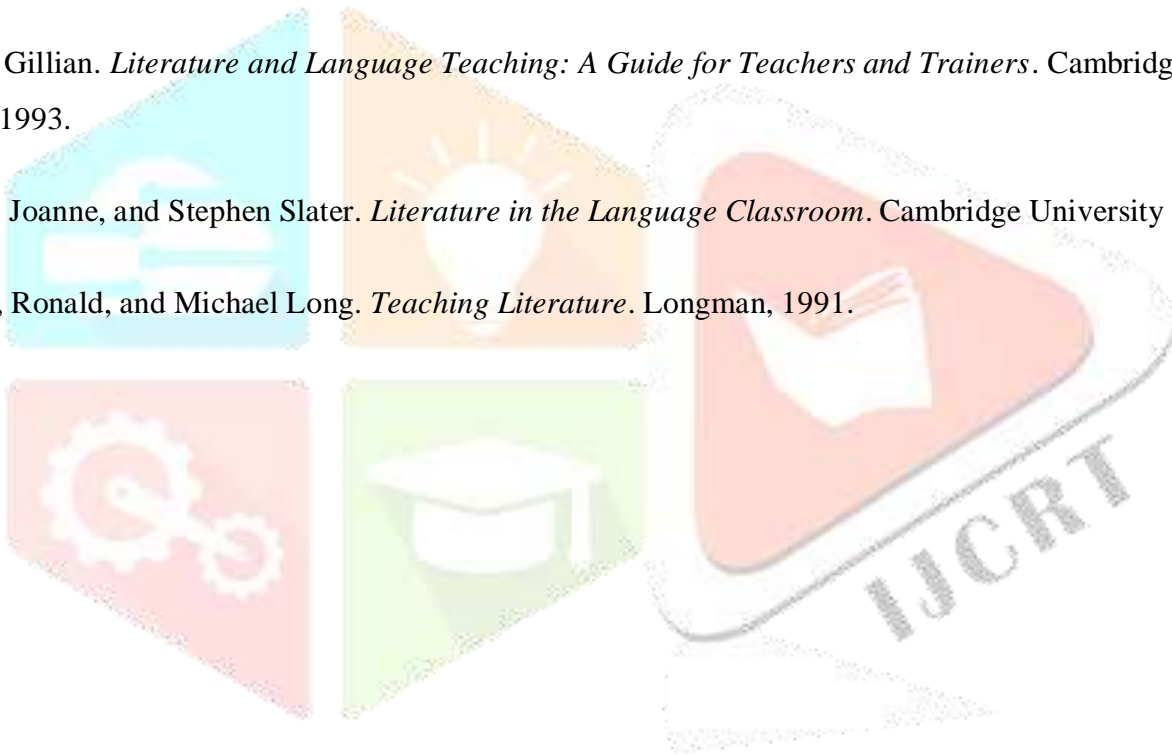 Gillian. Literature and Language Teaching: A Guide for Teachers and Trainers. Cambridg
1993.
Joanne, and Stephen Slater. Literature in the Language Classroom. Cambridge University
, Ronald, and Michael Long. Teaching Literature. Longman, 1991.
IJCRT